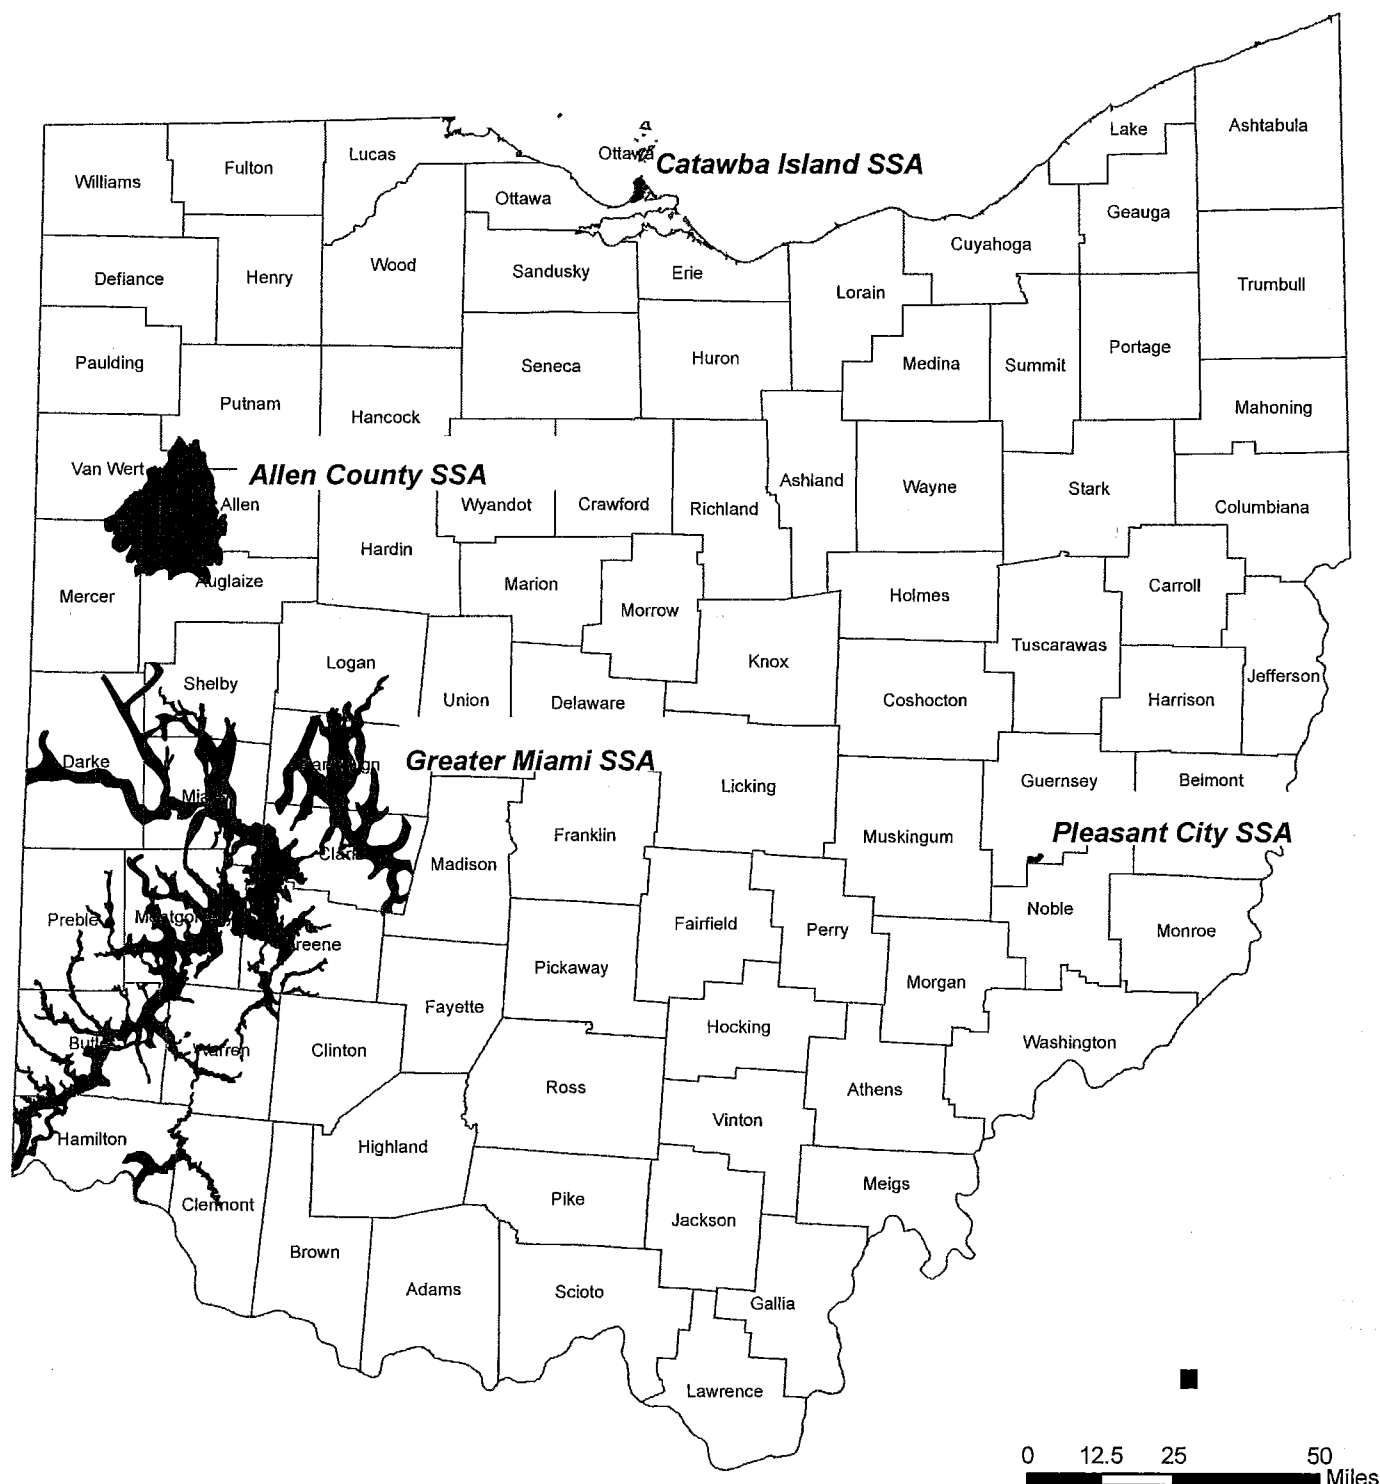 Lake
Ashtabula
Lucas
Ottawa
Catawba Island SSA
Fulton
Williams
Ottawa
Geauga
Cuyahoga
Defiance
Henry
Wood
Sandusky
Erie
Lorain
Trumbull
Paulding
Seneca
Huron
Medina
Summit
Portage
Putnam
Hancock
Mahoning
Van Wert
Allen County SSA
Allen
Wyandot
Crawford
Richland
Ashland
Wayne
Stark
Columbiana
Hardin
Auglaize
Marion
Mercer
Morrow
Holmes
Carroll
Tuscarawas
Logan
Knox
Shelby
Union
Delaware
Coshocton
Harrison
Jefferson
Darke
Greater Miami SSA
Licking
Guernsey
Belmont
Miami
Franklin
Muskingum
Pleasant City SSA
Clark
Madison
Preble
Montgomery
Greene
Fairfield
Perry
Noble
Monroe
Pickaway
Morgan
Fayette
Hocking
Butler
Warren
Clinton
Washington
Ross
Athens
Vinton
Hamilton
Highland
Clermont
Pike
Meigs
Jackson
Brown
Adams
Scioto
Gallia
Lawrence
0 12.5 25 50
Miles